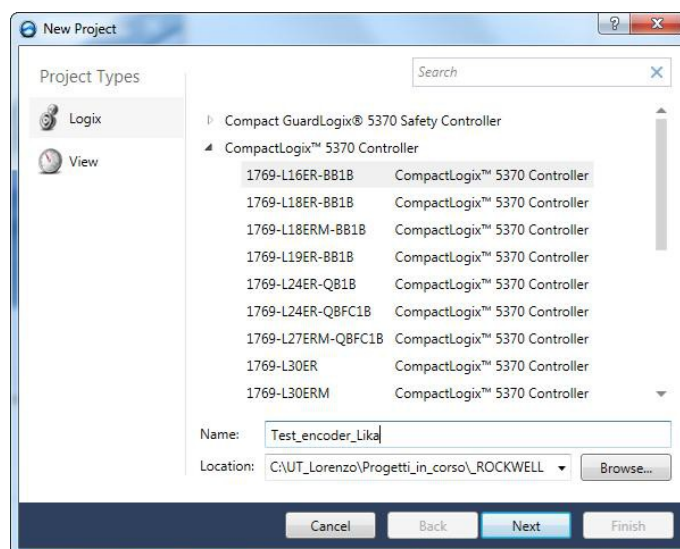 New Project
?
x
Project Types
Search
Logix
View
Compact GuardLogix® 5370 Safety Controller
CompactLogix™ 5370 Controller
1769-L16ER-BB1B CompactLogix™ 5370 Controller
1769-L18ER-BB1B CompactLogix™ 5370 Controller
1769-L18ERM-BB1B CompactLogix™ 5370 Controller
1769-L19ER-BB1B CompactLogix™ 5370 Controller
1769-L24ER-QB1B CompactLogix™ 5370 Controller
1769-L24ER-QBFC1B CompactLogix™ 5370 Controller
1769-L27ERM-QBFC1B CompactLogix™ 5370 Controller
1769-L30ER CompactLogix™ 5370 Controller
1769-L30ERM CompactLogix™ 5370 Controller
Name: Test_encoder_Lika
Location: C:\UT_Lorenzo\Progetti_in_corso\_ROCKWELL Browse...
Cancel Back Next Finish